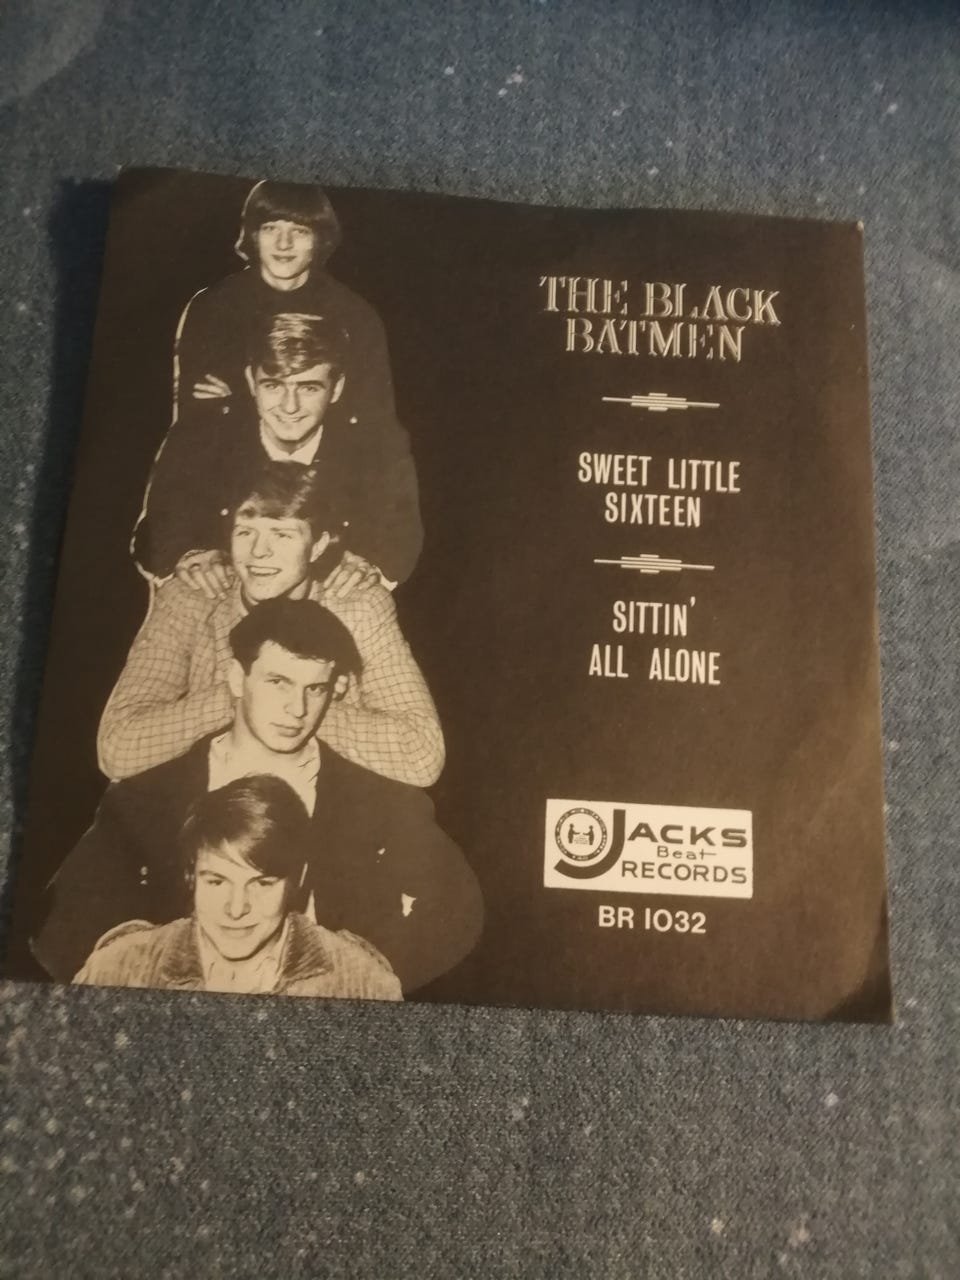 THE BLACK
BATMEN
SWEET LITTLE
SIXTEEN
SITTIN'
ALL ALONE
JACKS
Beat
RECORDS
BR 1032